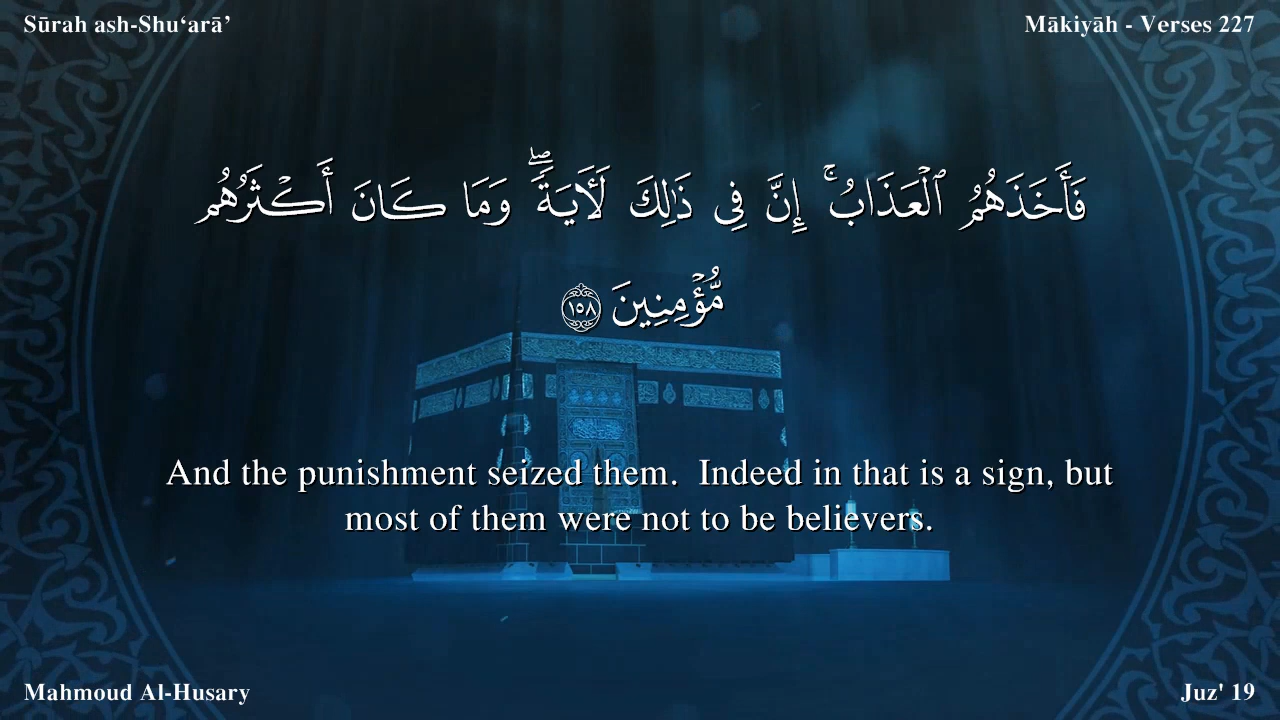 Sūrah ash-Shu‘arā’
Mākiyāh - Verses 227
فَأَخَذَهُمُ ٱلْعَذَابُ ۚ إِنَّ فِى ذَٰلِكَ لَـَٔايَةً ۖ وَمَا كَانَ أَكْثَرُهُم
مُّؤْمِنِينَ ١٥٨
And the punishment seized them.  Indeed in that is a sign, but
most of them were not to be believers.
Mahmoud Al-Husary
Juz' 19